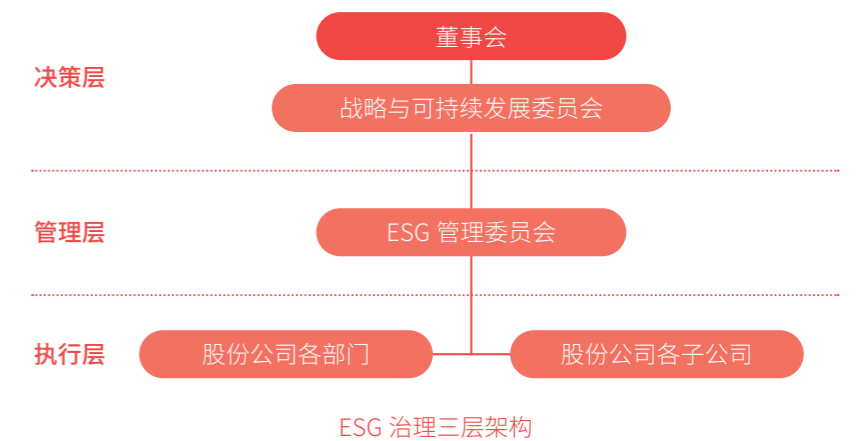 董事会
决策层
战略与可持续发展委员会
管理层
ESG 管理委员会
执行层
股份公司各部门
股份公司各子公司
ESG 治理三层架构